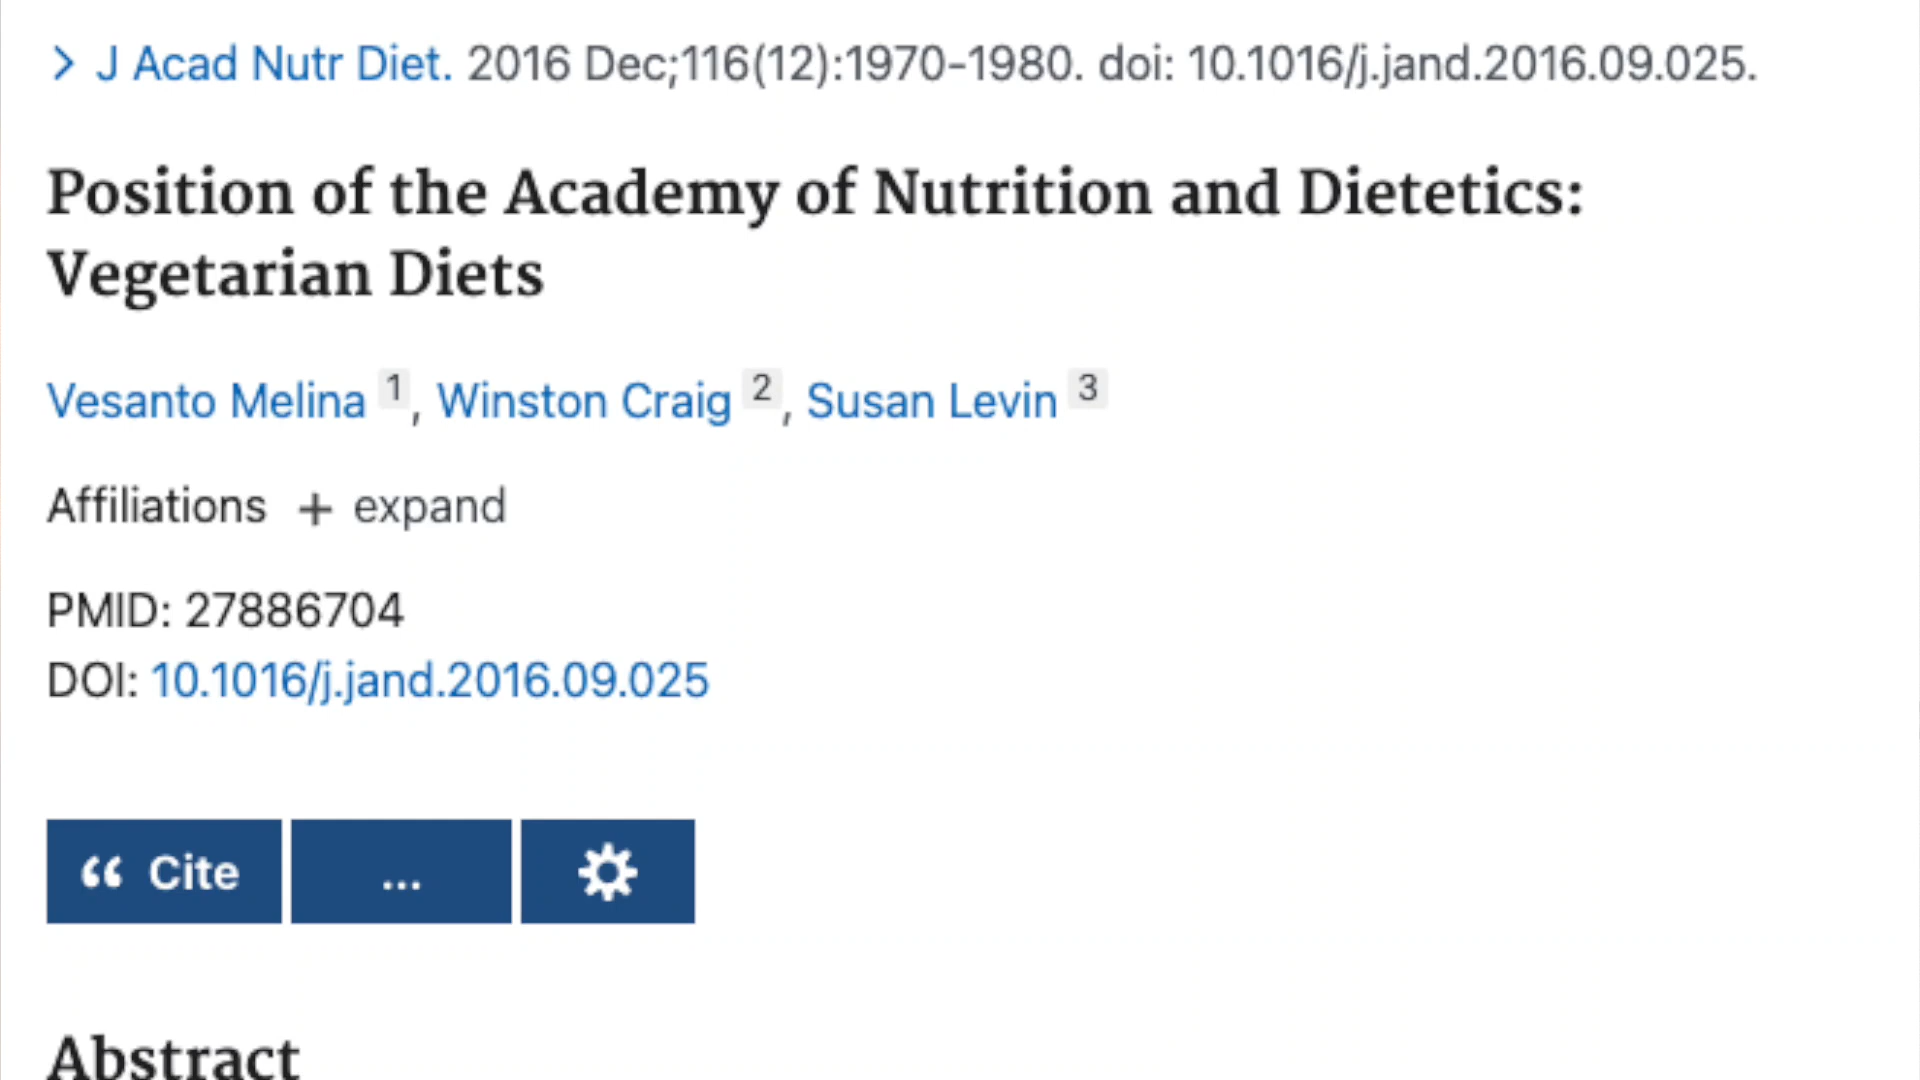 > J Acad Nutr Diet. 2016 Dec;116(12):1970-1980. doi: 10.1016/j.jand.2016.09.025.
Position of the Academy of Nutrition and Dietetics:
Vegetarian Diets
Vesanto Melina 1, Winston Craig 2, Susan Levin 3
Affiliations + expand
PMID: 27886704
DOI: 10.1016/j.jand.2016.09.025
“ Cite ...
Abstract